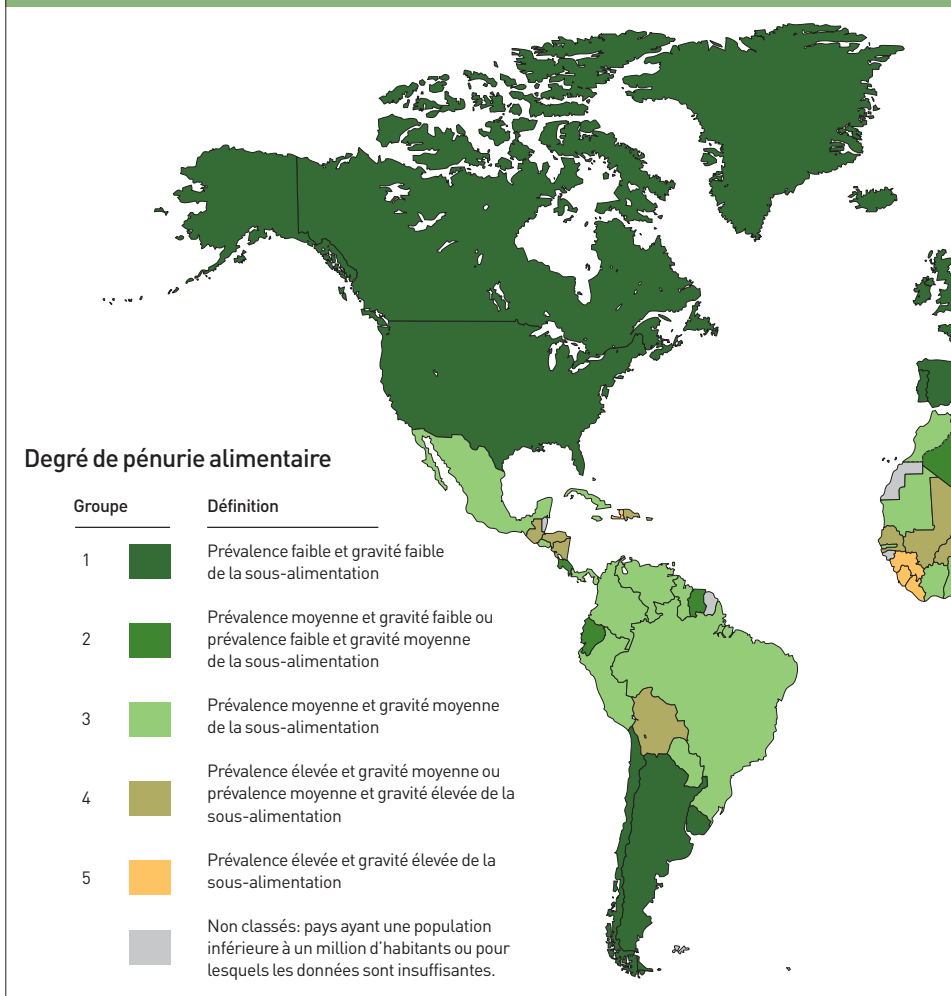 Degré de pénurie alimentaire
Groupe Définition
1 Prévalence faible et gravité faible
de la sous-alimentation
Prévalence moyenne et gravité faible ou
2 prévalence faible et gravité moyenne
de la sous-alimentation
3 Prévalence moyenne et gravité moyenne
de la sous-alimentation
Prévalence élevée et gravité moyenne ou
4 prévalence moyenne et gravité élevée de la
sous-alimentation
5 Prévalence élevée et gravité élevée de la
sous-alimentation
Non classés: pays ayant une population
inférieure à un million d'habitants ou pour
lesquels les données sont insuffisantes.